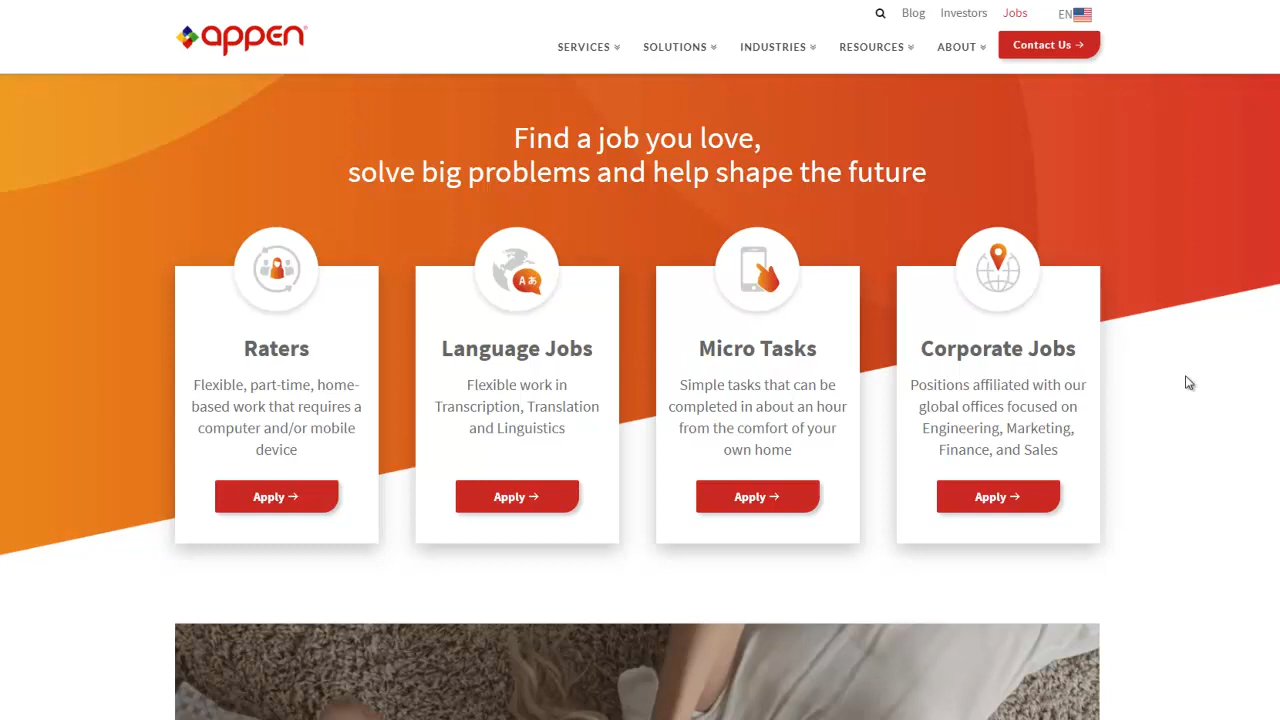 Blog Investors Jobs EN
appen®
SERVICES SOLUTIONS INDUSTRIES RESOURCES ABOUT Contact Us →
Find a job you love,
solve big problems and help shape the future
A あ
Raters
Flexible, part-time, home-
based work that requires a
computer and/or mobile
device
Apply →
Language Jobs
Flexible work in
Transcription, Translation
and Linguistics
Apply →
Micro Tasks
Simple tasks that can be
completed in about an hour
from the comfort of your
own home
Apply →
Corporate Jobs
Positions affiliated with our
global offices focused on
Engineering, Marketing,
Finance, and Sales
Apply →